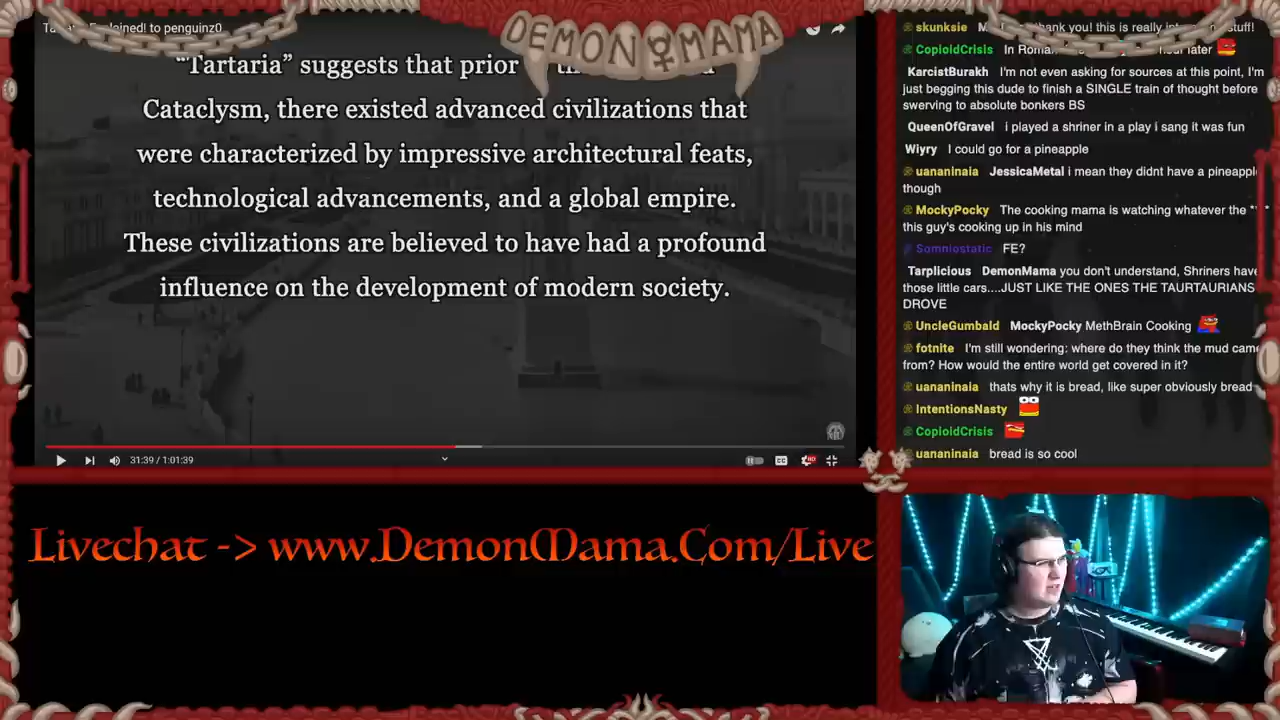 Ta
Explained! to penguinz0
DEMON MAMA
"Tartaria" suggests that prior
Cataclysm, there existed advanced civilizations that
were characterized by impressive architectural feats,
technological advancements, and a global empire.
These civilizations are believed to have had a profound
influence on the development of modern society.
31:39 / 1:01:39
CC
HD
skunksie thank you! this is really stuff!
CopioidCrisis In later
KarcistBurakh I'm not even asking for sources at this point, I'm
just begging this dude to finish a SINGLE train of thought before
swerving to absolute bonkers BS
QueenOfGravel i played a shriner in a play i sang it was fun
Wiyry I could go for a pineapple
uananinaia JessicaMetal i mean they didnt have a pineapple
though
MockyPocky The cooking mama is watching whatever the
this guy's cooking up in his mind
Somniostatic FE?
Tarplicious DemonMama you don't understand, Shriners have
those little cars....JUST LIKE THE ONES THE TAURTAURIANS
DROVE
UncleGumbald MockyPocky MethBrain Cooking
fotnite I'm still wondering: where do they think the mud came
from? How would the entire world get covered in it?
uananinaia thats why it is bread, like super obviously bread
IntentionsNasty
CopioidCrisis
uananinaia bread is so cool
Livechat -> www.DemonMama.Com/Live